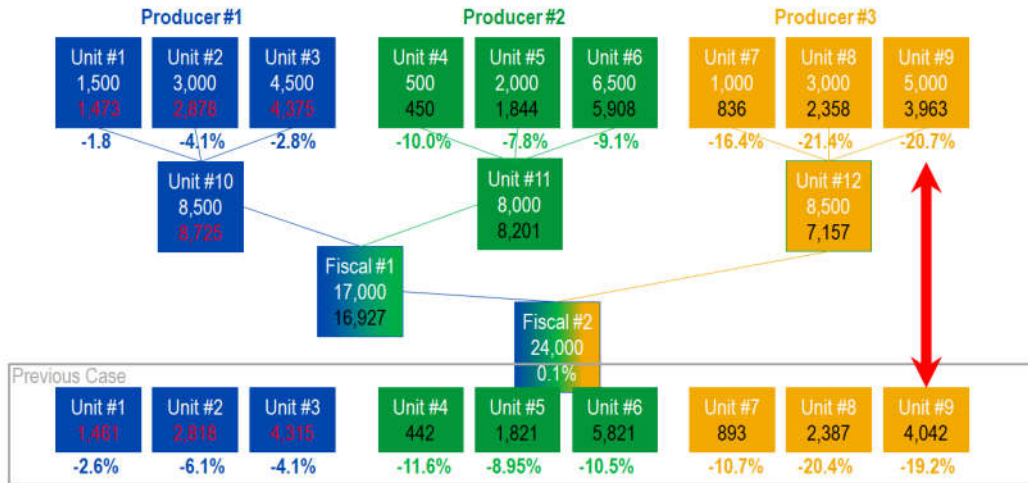 Producer #1 Producer #2 Producer #3
Unit #1 Unit #2 Unit #3 Unit #4 Unit #5 Unit #6 Unit #7 Unit #8 Unit #9
1,500 3,000 4,500 500 2,000 6,500 1,000 3,000 5,000
1,473 2,878 4,375 450 1,844 5,908 836 2,358 3,963
-1.8 -4.1% -2.8% -10.0% -7.8% -9.1% -16.4% -21.4% -20.7%
Unit #10 Unit #11 Unit #12
8,500 8,000 8,500
8,725 8,201 7,157
Fiscal #1
17,000
16,927
Fiscal #2
24,000
0.1%
Previous Case
Unit #1 Unit #2 Unit #3 Unit #4 Unit #5 Unit #6 Unit #7 Unit #8 Unit #9
1,461 2,818 4,315 442 1,821 5,821 893 2,387 4,042
-2.6% -6.1% -4.1% -11.6% -8.95% -10.5% -10.7% -20.4% -19.2%